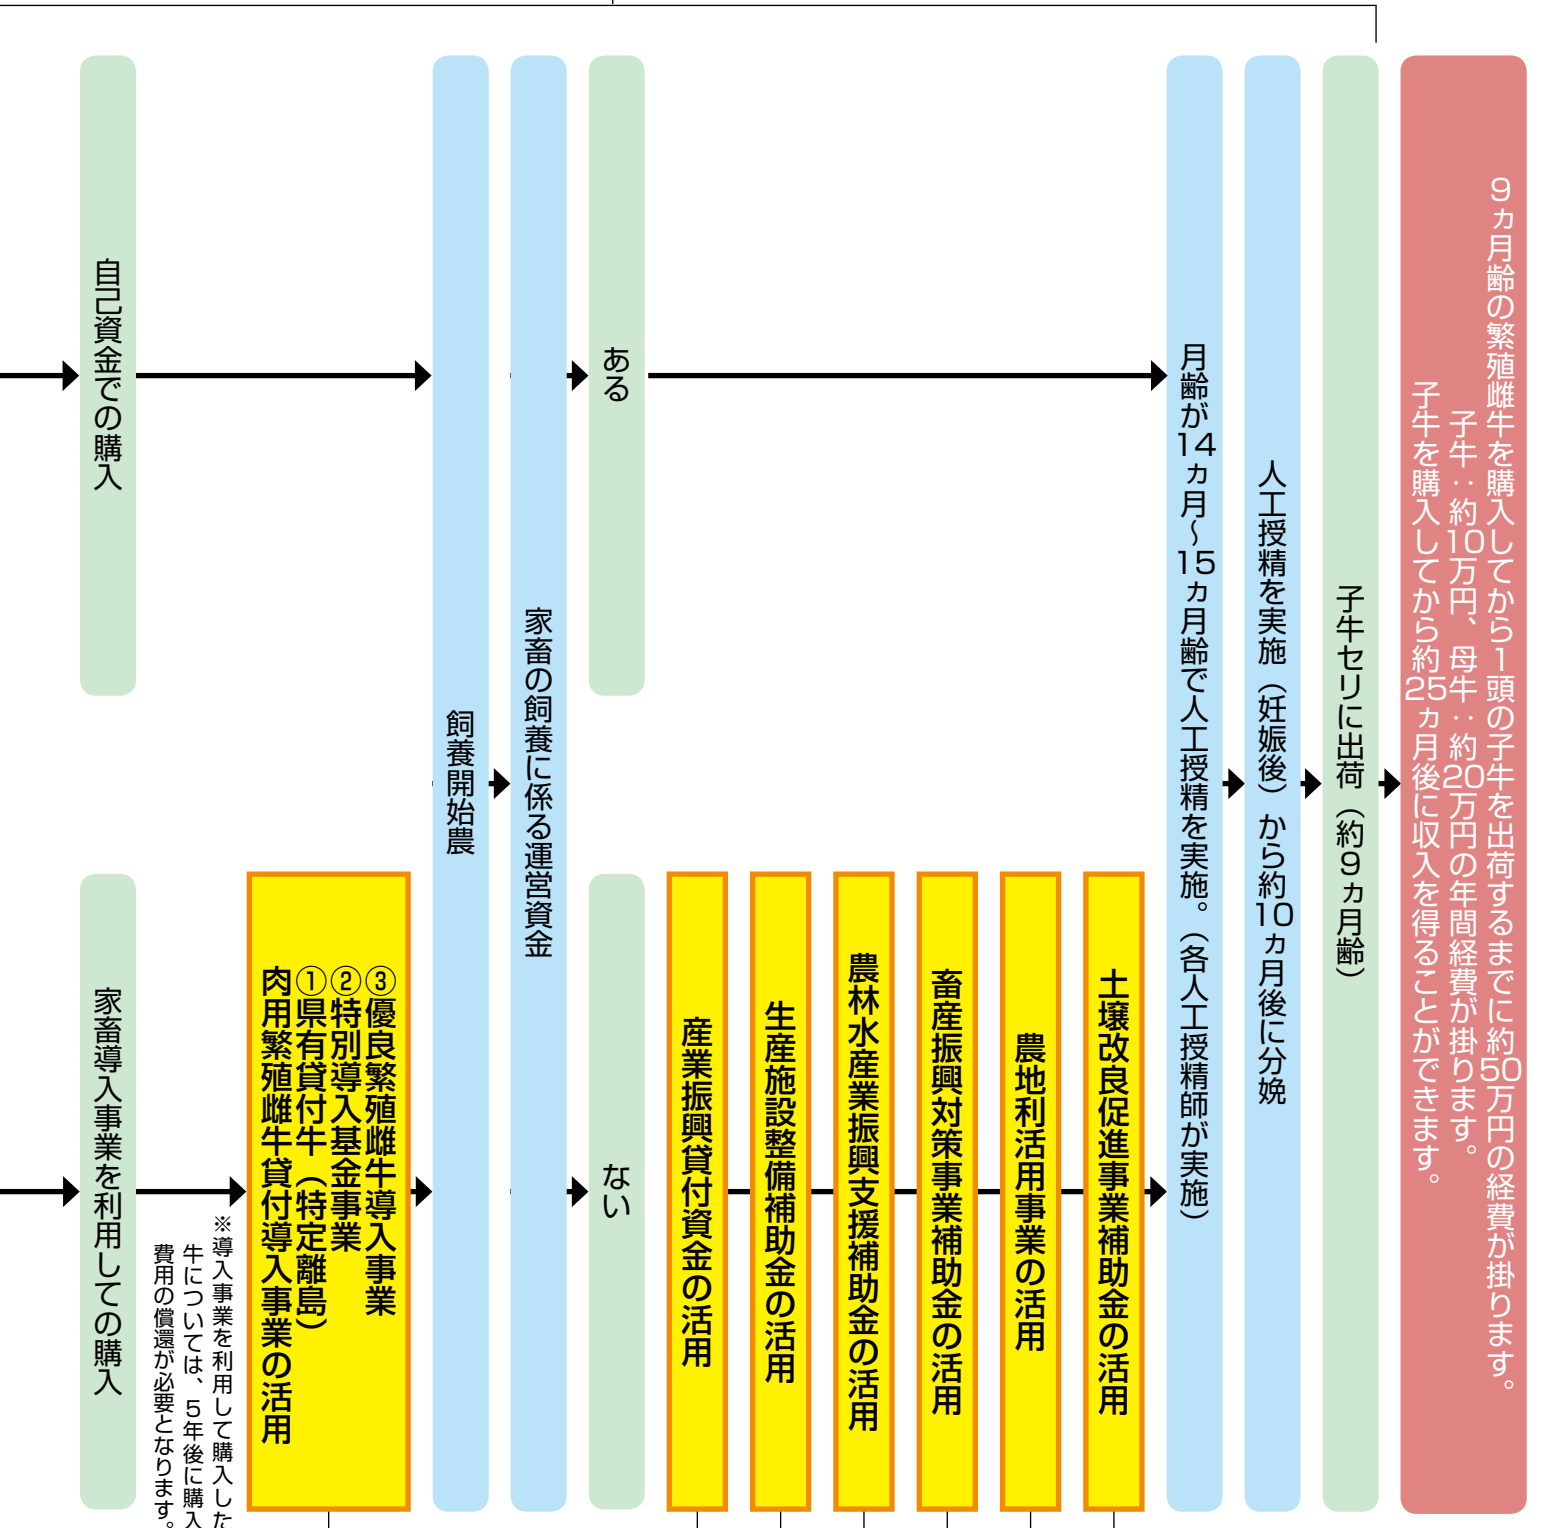 自己資金での購入
家畜導入事業を利用しての購入
※導入事業を利用して購入した
牛については、5年後に購入
費用の償還が必要となります。
③優良繁殖雌牛導入事業
②特別導入基金事業
①県有貸付牛（特定離島）
肉用繁殖雌牛貸付導入事業の活用
飼養開始農
家畜の飼養に係る運営資金
ある
ない
産業振興貸付資金の活用
生産施設整備補助金の活用
農林水産業振興支援補助金の活用
畜産振興対策事業補助金の活用
農地利活用事業の活用
土壌改良促進事業補助金の活用
月齢が14ヵ月～15ヵ月齢で人工授精を実施。（各人工授精師が実施）
人工授精を実施（妊娠後）から約10ヵ月後に分娩
子牛セリに出荷（約9ヵ月齢）
9ヵ月齢の繁殖雌牛を購入してから1頭の子牛を出荷するまでに約50万円の経費が掛ります。
子牛：約10万円、母牛：約20万円の年間経費が掛ります。
子牛を購入してから約25ヵ月後に収入を得ることができます。